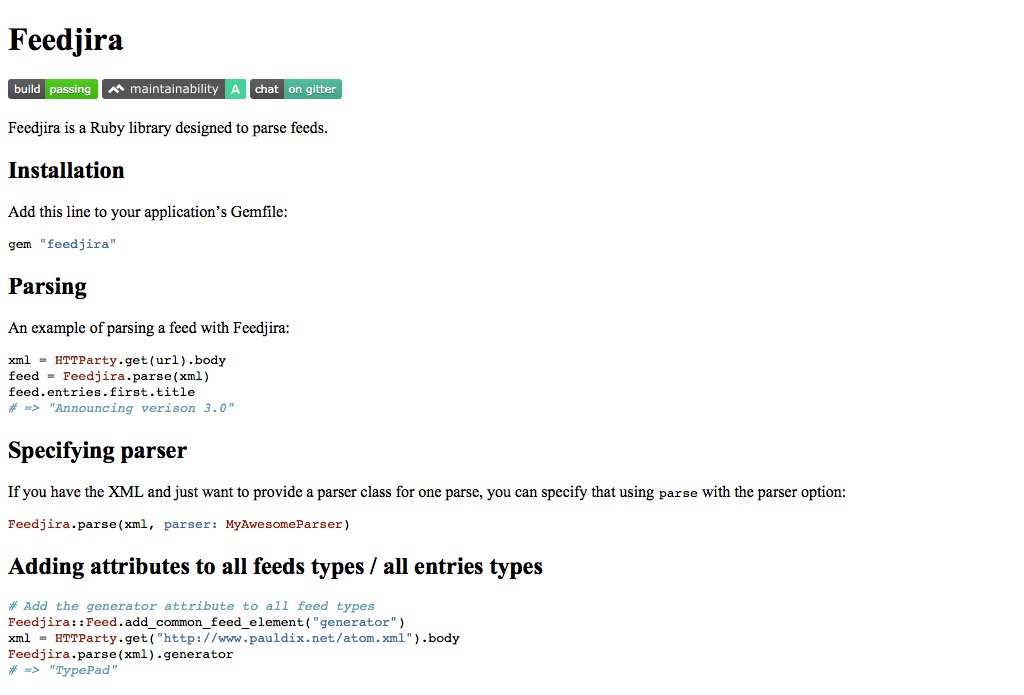 Feedjira
build passing maintainability A chat on gitter
Feedjira is a Ruby library designed to parse feeds.
Installation
Add this line to your application’s Gemfile:
gem "feedjira"
Parsing
An example of parsing a feed with Feedjira:
xml = HTTParty.get(url).body
feed = Feedjira.parse(xml)
feed.entries.first.title
# => "Announcing verison 3.0"
Specifying parser
If you have the XML and just want to provide a parser class for one parse, you can specify that using parse with the parser option:
Feedjira.parse(xml, parser: MyAwesomeParser)
Adding attributes to all feeds types / all entries types
# Add the generator attribute to all feed types
Feedjira::Feed.add_common_feed_element("generator")
xml = HTTParty.get("http://www.pauldix.net/atom.xml").body
Feedjira.parse(xml).generator
# => "TypePad"